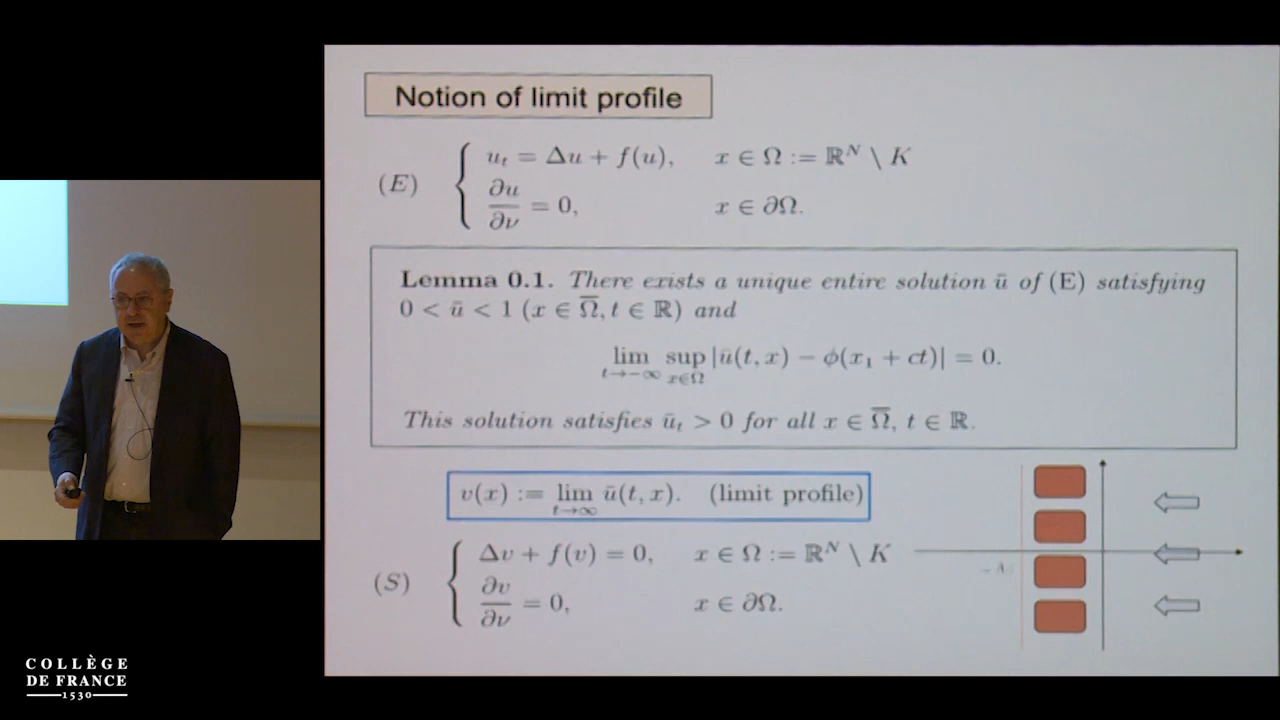 Notion of limit profile
(E) { u_t = Δu + f(u), x ∈ Ω := ℝ^N \ K
∂u/∂ν = 0, x ∈ ∂Ω.
Lemma 0.1. There exists a unique entire solution ū of (E) satisfying
0 < ū < 1 (x ∈ Ω̅, t ∈ ℝ) and
lim_{t→−∞} sup_{x∈Ω} |ū(t, x) − ϕ(x₁ + ct)| = 0.
This solution satisfies ū_t > 0 for all x ∈ Ω̅, t ∈ ℝ.
v(x) := lim_{t→∞} ū(t, x). (limit profile)
(S) { Δv + f(v) = 0, x ∈ Ω := ℝ^N \ K
∂v/∂ν = 0, x ∈ ∂Ω.
COLLÈGE
DE FRANCE
1530